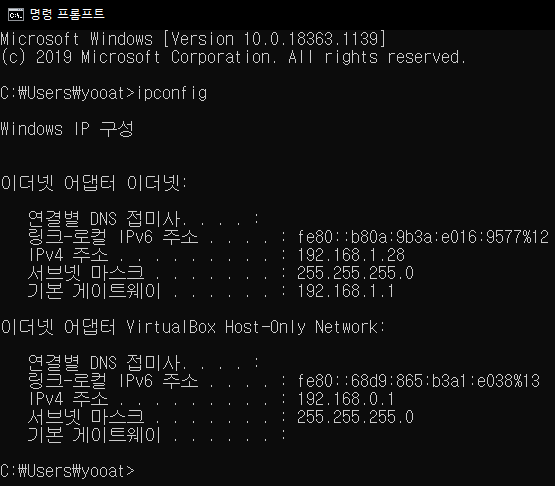 명령 프롬프트
Microsoft Windows [Version 10.0.18363.1139]
(c) 2019 Microsoft Corporation. All rights reserved.
C:₩Users₩yooat>ipconfig
Windows IP 구성
이더넷 어댑터 이더넷:
연결별 DNS 접미사. . . . :
링크-로컬 IPv6 주소 . . . . : fe80::b80a:9b3a:e016:9577%12
IPv4 주소 . . . . . . . . . : 192.168.1.28
서브넷 마스크 . . . . . . . : 255.255.255.0
기본 게이트웨이 . . . . . . : 192.168.1.1
이더넷 어댑터 VirtualBox Host-Only Network:
연결별 DNS 접미사. . . . :
링크-로컬 IPv6 주소 . . . . : fe80::68d9:865:b3a1:e038%13
IPv4 주소 . . . . . . . . . : 192.168.0.1
서브넷 마스크 . . . . . . . : 255.255.255.0
기본 게이트웨이 . . . . . . :
C:₩Users₩yooat>